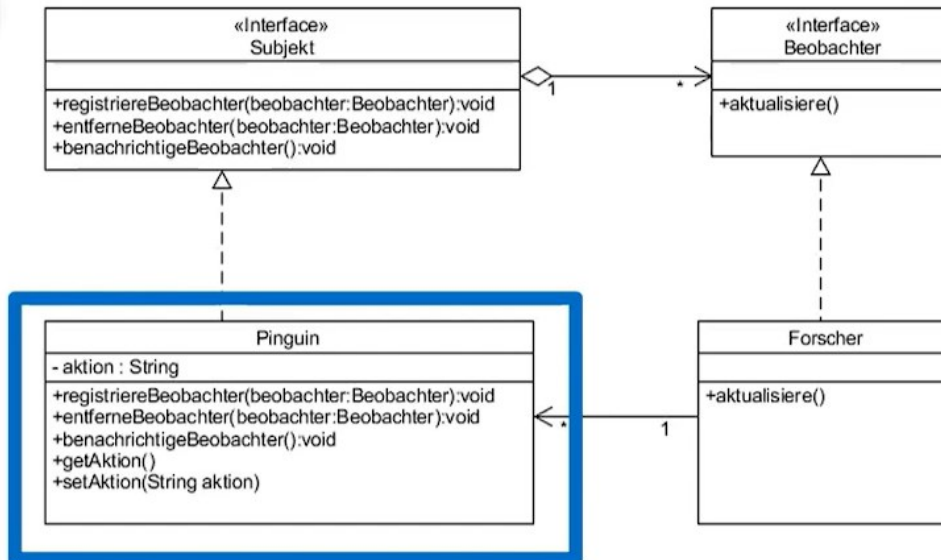 «Interface»
Subjekt
+registriereBeobachter(beobachter:Beobachter):void
+entferneBeobachter(beobachter:Beobachter):void
+benachrichtigeBeobachter():void
1
*
«Interface»
Beobachter
+aktualisiere()
Pinguin
- aktion : String
+registriereBeobachter(beobachter:Beobachter):void
+entferneBeobachter(beobachter:Beobachter):void
+benachrichtigeBeobachter():void
+getAktion()
+setAktion(String aktion)
*
1
Forscher
+aktualisiere()